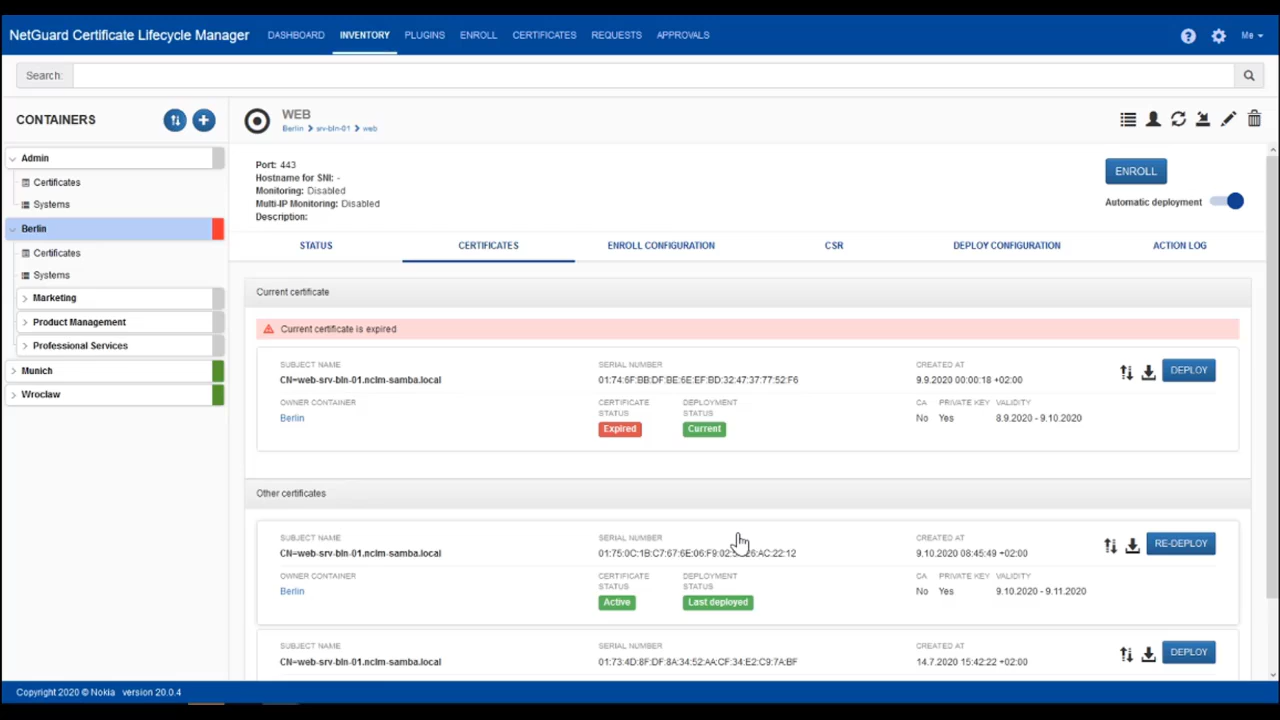 NetGuard Certificate Lifecycle Manager DASHBOARD INVENTORY PLUGINS ENROLL CERTIFICATES REQUESTS APPROVALS Me
Search:
CONTAINERS
Admin
Certificates
Systems
Berlin
Certificates
Systems
Marketing
Product Management
Professional Services
Munich
Wroclaw
WEB
Berlin > srv-bln-01 > web
Port: 443
Hostname for SNI: -
Monitoring: Disabled
Multi-IP Monitoring: Disabled
Description:
ENROLL
Automatic deployment
STATUS CERTIFICATES ENROLL CONFIGURATION CSR DEPLOY CONFIGURATION ACTION LOG
Current certificate
Current certificate is expired
SUBJECT NAME SERIAL NUMBER CREATED AT
CN=web-srv-bln-01.nclm-samba.local 01:74:6F:BB:DF:BE:6E:EF:BD:32:47:37:77:52:F6 9.9.2020 00:00:18 +02:00 DEPLOY
OWNER CONTAINER CERTIFICATE STATUS DEPLOYMENT STATUS CA PRIVATE KEY VALIDITY
Berlin Expired Current No Yes 8.9.2020 - 9.10.2020
Other certificates
SUBJECT NAME SERIAL NUMBER CREATED AT
CN=web-srv-bln-01.nclm-samba.local 9.10.2020 08:45:49 +02:00 RE-DEPLOY
OWNER CONTAINER CERTIFICATE STATUS DEPLOYMENT STATUS CA PRIVATE KEY VALIDITY
Berlin Active Last deployed No Yes 9.10.2020 - 9.11.2020
SUBJECT NAME SERIAL NUMBER CREATED AT
CN=web-srv-bln-01.nclm-samba.local 01:73:4D:8F:DF:8A:34:52:AA:CF:34:E2:C9:7A:BF 14.7.2020 15:42:22 +02:00 DEPLOY
Copyright 2020 © Nokia version 20.0.4